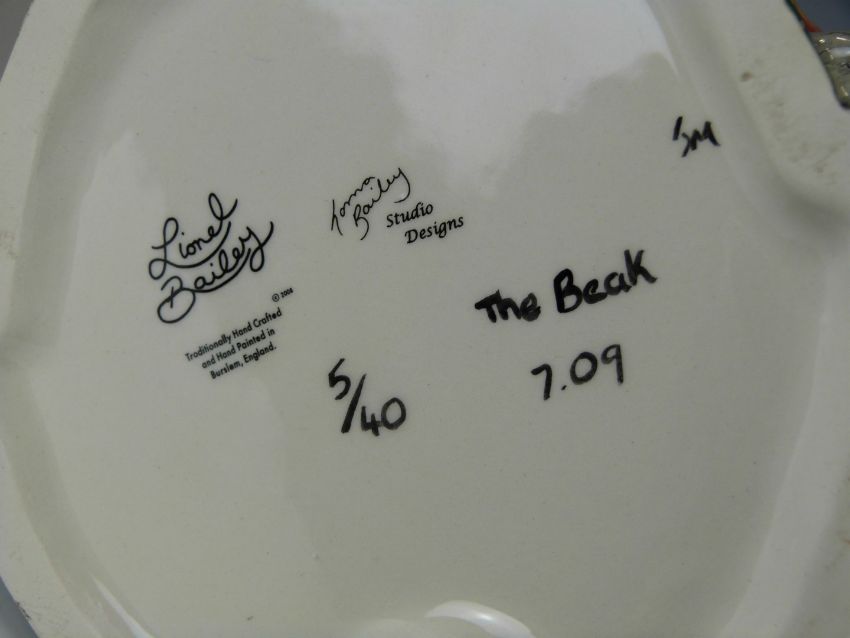 Lionel
Bailey
© 2006
Traditionally Hand Crafted
and Hand Painted in
Burslem, England.
Lorna
Bailey
Studio
Designs
The Beak
7.09
5/40